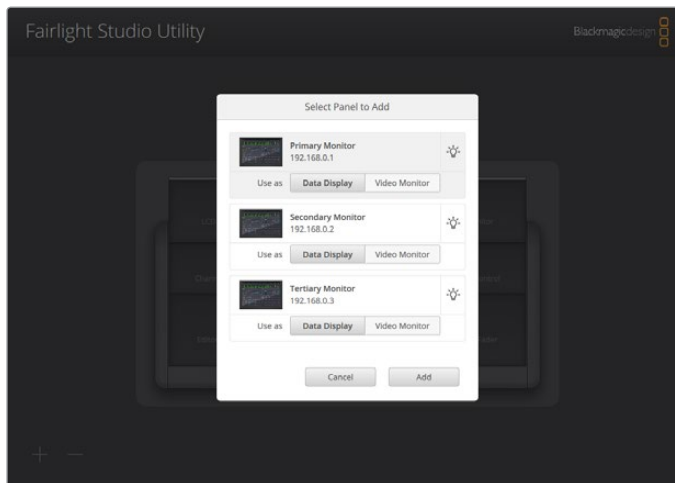 Fairlight Studio Utility
Blackmagicdesign
Select Panel to Add
Primary Monitor
192.168.0.1
Use as Data Display Video Monitor
Secondary Monitor
192.168.0.2
Use as Data Display Video Monitor
Tertiary Monitor
192.168.0.3
Use as Data Display Video Monitor
Cancel Add